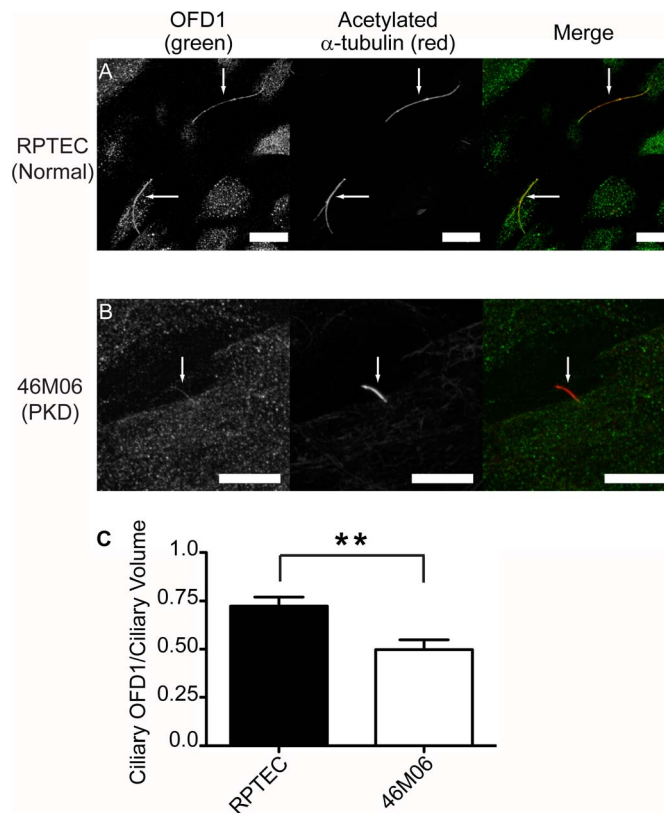 OFD1
(green)
Acetylated
α-tubulin (red)
Merge
RPTEC
(Normal)
A
46M06
(PKD)
B
C
**
Ciliary OFD1/Ciliary Volume
1.0
0.75
0.50
0.25
0.0
RPTEC
46M06